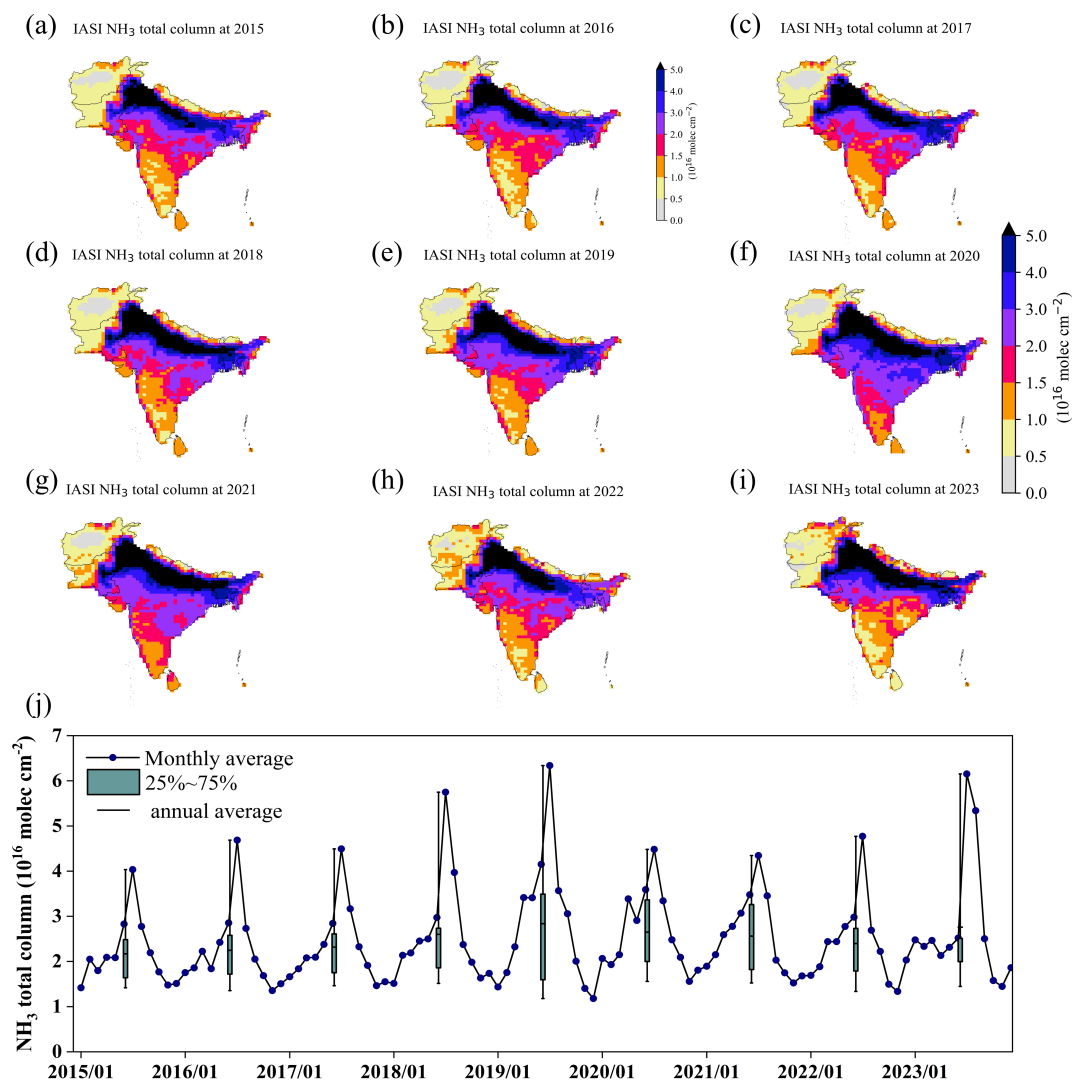 (a) IASI NH₃ total column at 2015
(b) IASI NH₃ total column at 2016
(c) IASI NH₃ total column at 2017
5.0
4.0
3.0
2.0
1.5
1.0
0.5
0.0
(10¹⁶ molec cm⁻²)
(d) IASI NH₃ total column at 2018
(e) IASI NH₃ total column at 2019
(f) IASI NH₃ total column at 2020
5.0
4.0
3.0
2.0
1.5
1.0
0.5
0.0
(10¹⁶ molec cm⁻²)
(g) IASI NH₃ total column at 2021
(h) IASI NH₃ total column at 2022
(i) IASI NH₃ total column at 2023
(j)
NH₃ total column (10¹⁶ molec cm⁻²)
7
6
5
4
3
2
1
0
Monthly average
25%~75%
annual average
2015/01 2016/01 2017/01 2018/01 2019/01 2020/01 2021/01 2022/01 2023/01